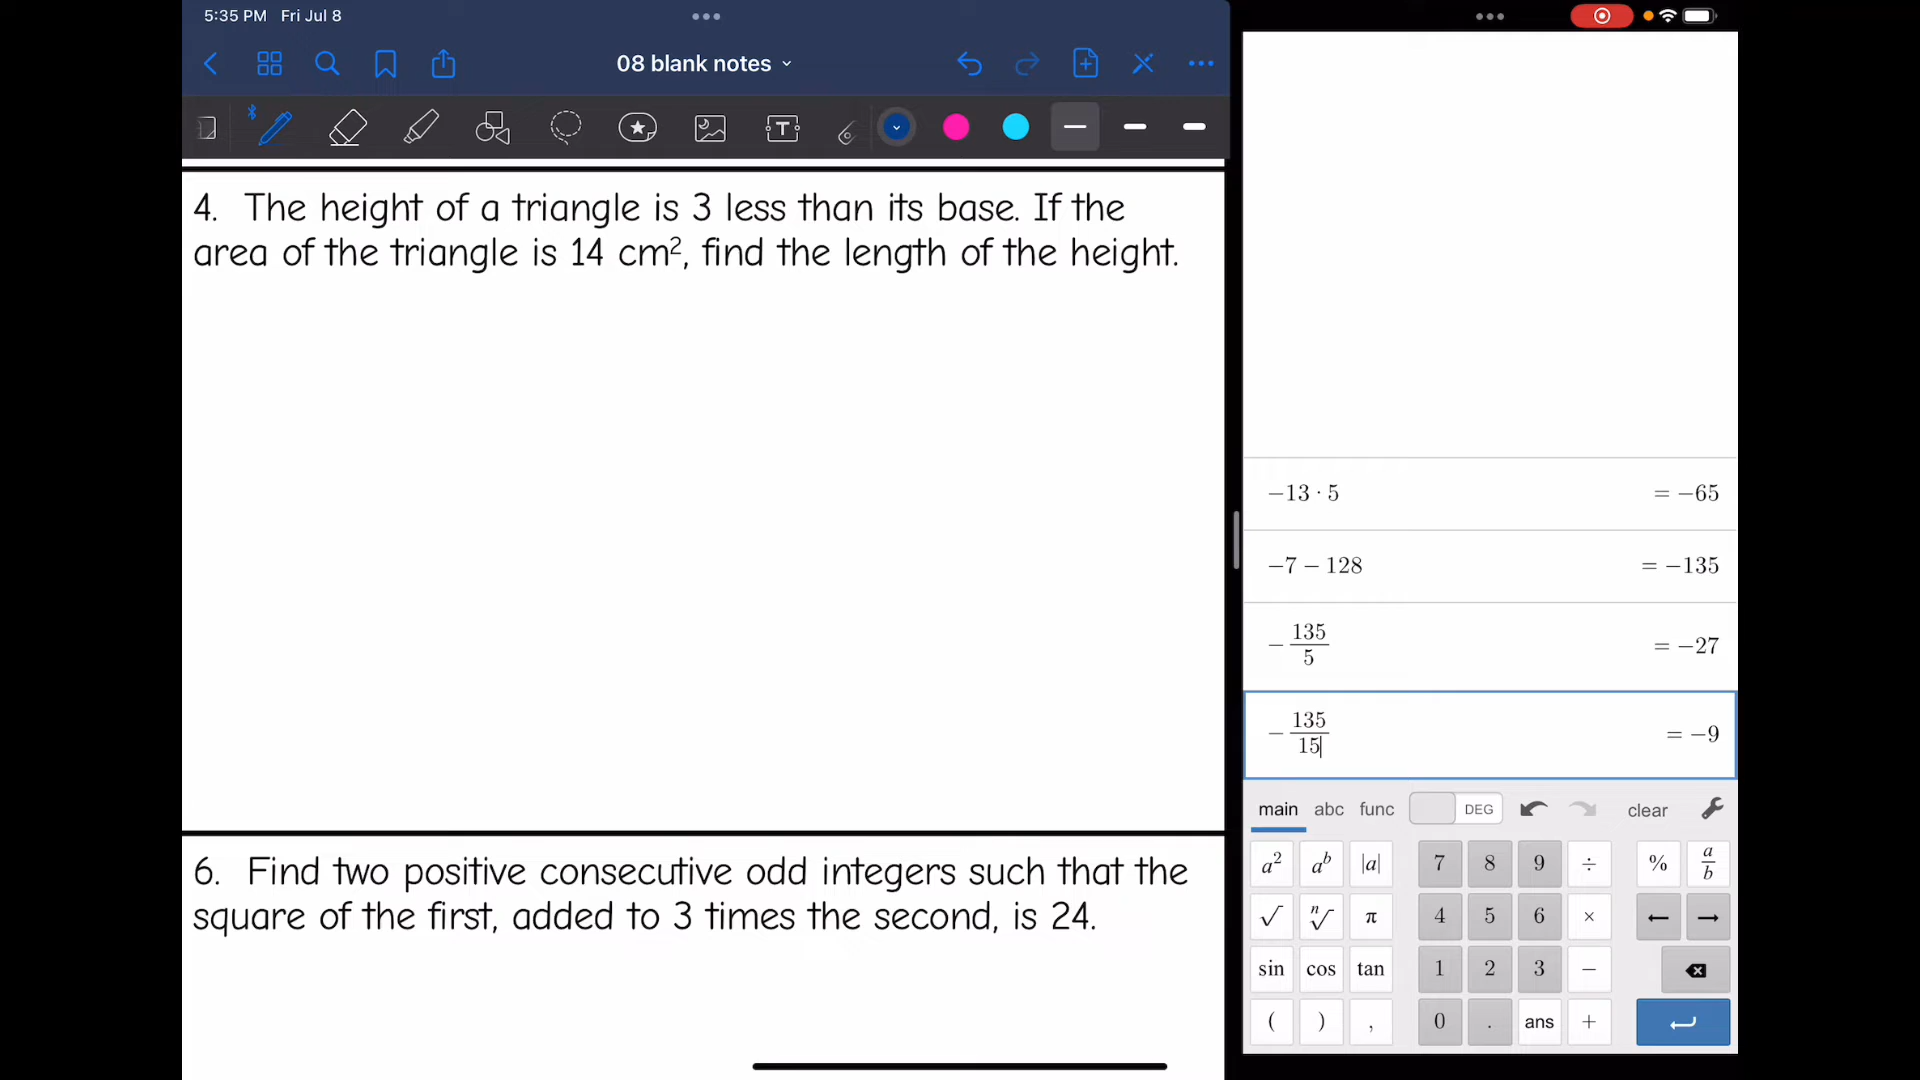 5:35 PM Fri Jul 8
08 blank notes
T
4. The height of a triangle is 3 less than its base. If the
area of the triangle is 14 cm², find the length of the height.
6. Find two positive consecutive odd integers such that the
square of the first, added to 3 times the second, is 24.
−13 · 5 = −65
−7 − 128 = −135
−135/5 = −27
−135/15 = −9
main abc func DEG clear
a² aᵇ |a| 7 8 9 ÷ % a/b
√ ⁿ√ π 4 5 6 × ← →
sin cos tan 1 2 3 −
( ) , 0 . ans +